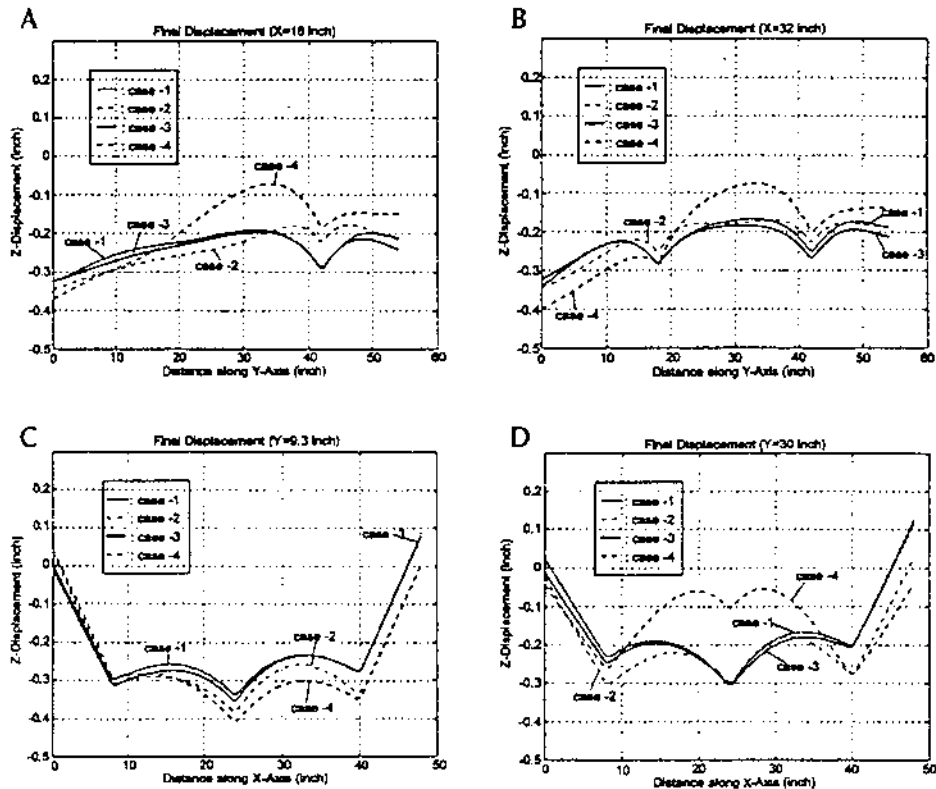 A
Final Displacement (X=16 Inch)
case -1
case -2
case -3
case -4
case -4
case -3
case -1
case -2
Z-Displacement (Inch)
0.2
0.1
0
-0.1
-0.2
-0.3
-0.4
-0.5
0 10 20 30 40 50 60
Distance along Y-Axis (inch)
B
Final Displacement (X=32 Inch)
case -1
case -2
case -3
case -4
case -2
case -1
case -3
case -4
Z-Displacement (Inch)
0.2
0.1
0
-0.1
-0.2
-0.3
-0.4
-0.5
0 10 20 30 40 50 60
Distance along Y-Axis (inch)
C
Final Displacement (Y=9.3 Inch)
case -1
case -2
case -3
case -4
case -3
case -1
case -2
case -4
Z-Displacement (Inch)
0.2
0.1
0
-0.1
-0.2
-0.3
-0.4
-0.5
0 10 20 30 40 50
Distance along X-Axis (inch)
D
Final Displacement (Y=30 Inch)
case -1
case -2
case -3
case -4
case -4
case -1
case -3
case -2
Z-Displacement (Inch)
0.2
0.1
0
-0.1
-0.2
-0.3
-0.4
-0.5
0 10 20 30 40 50
Distance along X-Axis (inch)